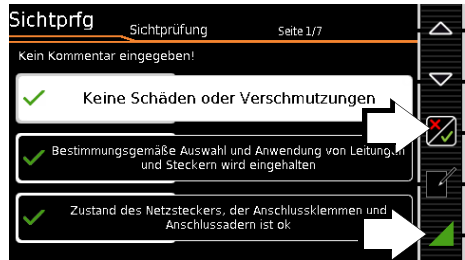 Sichtprfg
Sichtprüfung
Seite 1/7
Kein Kommentar eingegeben!
Keine Schäden oder Verschmutzungen
Bestimmungsgemäße Auswahl und Anwendung von Leitungen
und Steckern wird eingehalten
Zustand des Netzsteckers, der Anschlussklemmen und
Anschlussadern ist ok